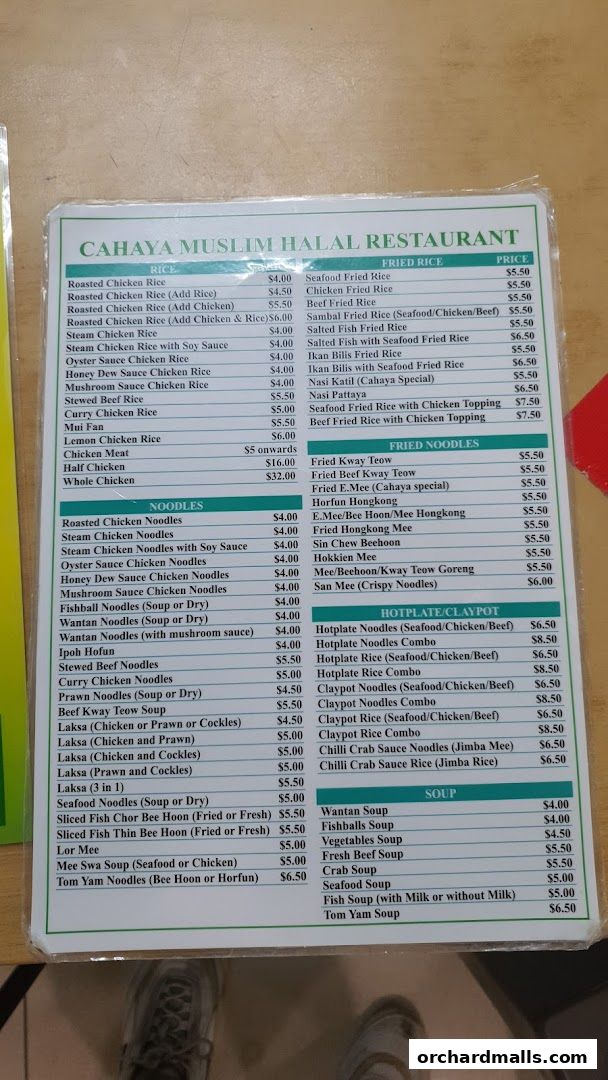 CAHAYA MUSLIM HALAL RESTAURANT
RICE
Roasted Chicken Rice $4.00
Roasted Chicken Rice (Add Rice) $4.50
Roasted Chicken Rice (Add Chicken) $5.50
Roasted Chicken Rice (Add Chicken & Rice) $6.00
Steam Chicken Rice $4.00
Steam Chicken Rice with Soy Sauce $4.00
Oyster Sauce Chicken Rice $4.00
Honey Dew Sauce Chicken Rice $4.00
Mushroom Sauce Chicken Rice $4.00
Stewed Beef Rice $5.50
Curry Chicken Rice $5.00
Mui Fan $5.50
Lemon Chicken Rice $6.00
Chicken Meat $5 onwards
Half Chicken $16.00
Whole Chicken $32.00
NOODLES
Roasted Chicken Noodles $4.00
Steam Chicken Noodles $4.00
Steam Chicken Noodles with Soy Sauce $4.00
Oyster Sauce Chicken Noodles $4.00
Honey Dew Sauce Chicken Noodles $4.00
Mushroom Sauce Chicken Noodles $4.00
Fishball Noodles (Soup or Dry) $4.00
Wantan Noodles (Soup or Dry) $4.00
Wantan Noodles (with mushroom sauce) $4.00
Ipoh Hofun $4.00
Stewed Beef Noodles $5.50
Curry Chicken Noodles $5.00
Prawn Noodles (Soup or Dry) $4.50
Beef Kway Teow Soup $5.50
Laksa (Chicken or Prawn or Cockles) $4.50
Laksa (Chicken and Prawn) $5.00
Laksa (Chicken and Cockles) $5.00
Laksa (Prawn and Cockles) $5.00
Laksa (3 in 1) $5.50
Seafood Noodles (Soup or Dry) $5.00
Sliced Fish Chor Bee Hoon (Fried or Fresh) $5.50
Sliced Fish Thin Bee Hoon (Fried or Fresh) $5.50
Lor Mee $5.00
Mee Swa Soup (Seafood or Chicken) $5.00
Tom Yam Noodles (Bee Hoon or Horfun) $6.50
FRIED RICE PRICE
Seafood Fried Rice $5.50
Chicken Fried Rice $5.50
Beef Fried Rice $5.50
Sambal Fried Rice (Seafood/Chicken/Beef) $5.50
Salted Fish Fried Rice $5.50
Salted Fish with Seafood Fried Rice $6.50
Ikan Bilis Fried Rice $5.50
Ikan Bilis with Seafood Fried Rice $6.50
Nasi Katil (Cahaya Special) $5.50
Nasi Pattaya $6.50
Seafood Fried Rice with Chicken Topping $7.50
Beef Fried Rice with Chicken Topping $7.50
FRIED NOODLES
Fried Kway Teow $5.50
Fried Beef Kway Teow $5.50
Fried E.Mee (Cahaya special) $5.50
Horfun Hongkong $5.50
E.Mee/Bee Hoon/Mee Hongkong $5.50
Fried Hongkong Mee $5.50
Sin Chew Beehoon $5.50
Hokkien Mee $5.50
Mee/Beehoon/Kway Teow Goreng $5.50
San Mee (Crispy Noodles) $6.00
HOTPLATE/CLAYPOT
Hotplate Noodles (Seafood/Chicken/Beef) $6.50
Hotplate Noodles Combo $8.50
Hotplate Rice (Seafood/Chicken/Beef) $6.50
Hotplate Rice Combo $8.50
Claypot Noodles (Seafood/Chicken/Beef) $6.50
Claypot Noodles Combo $8.50
Claypot Rice (Seafood/Chicken/Beef) $6.50
Claypot Rice Combo $8.50
Chilli Crab Sauce Noodles (Jimba Mee) $6.50
Chilli Crab Sauce Rice (Jimba Rice) $6.50
SOUP
Wantan Soup $4.00
Fishballs Soup $4.00
Vegetables Soup $4.50
Fresh Beef Soup $5.50
Crab Soup $5.50
Seafood Soup $5.00
Fish Soup (with Milk or without Milk) $5.00
Tom Yam Soup $6.50
orchardmalls.com